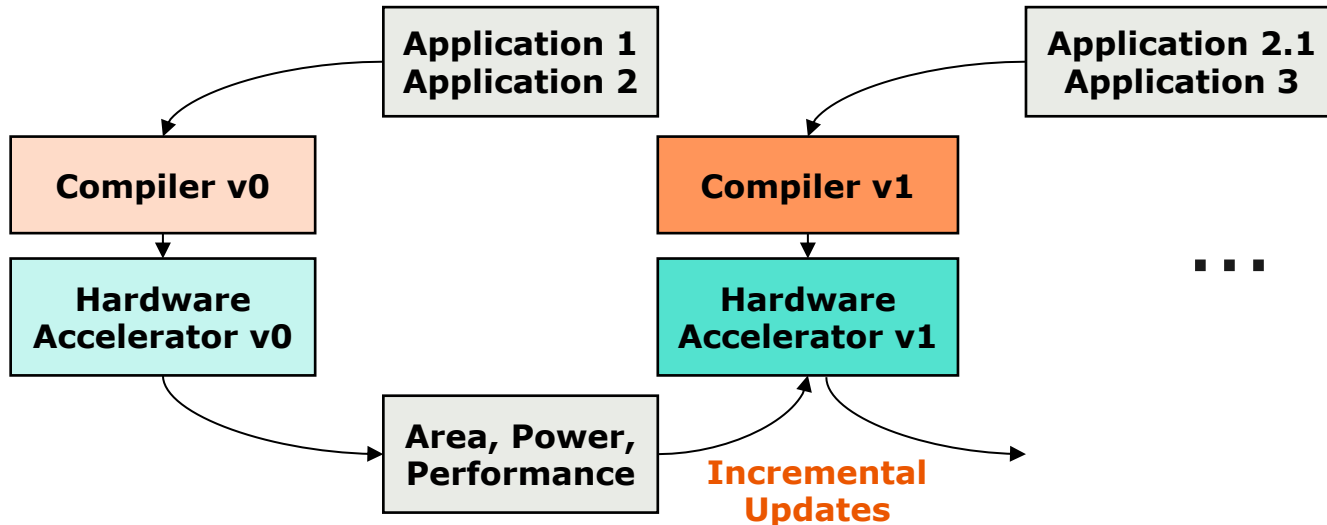 Application 1
Application 2
Application 2.1
Application 3
Compiler v0
Compiler v1
Hardware
Accelerator v0
Hardware
Accelerator v1
...
Area, Power,
Performance
Incremental
Updates